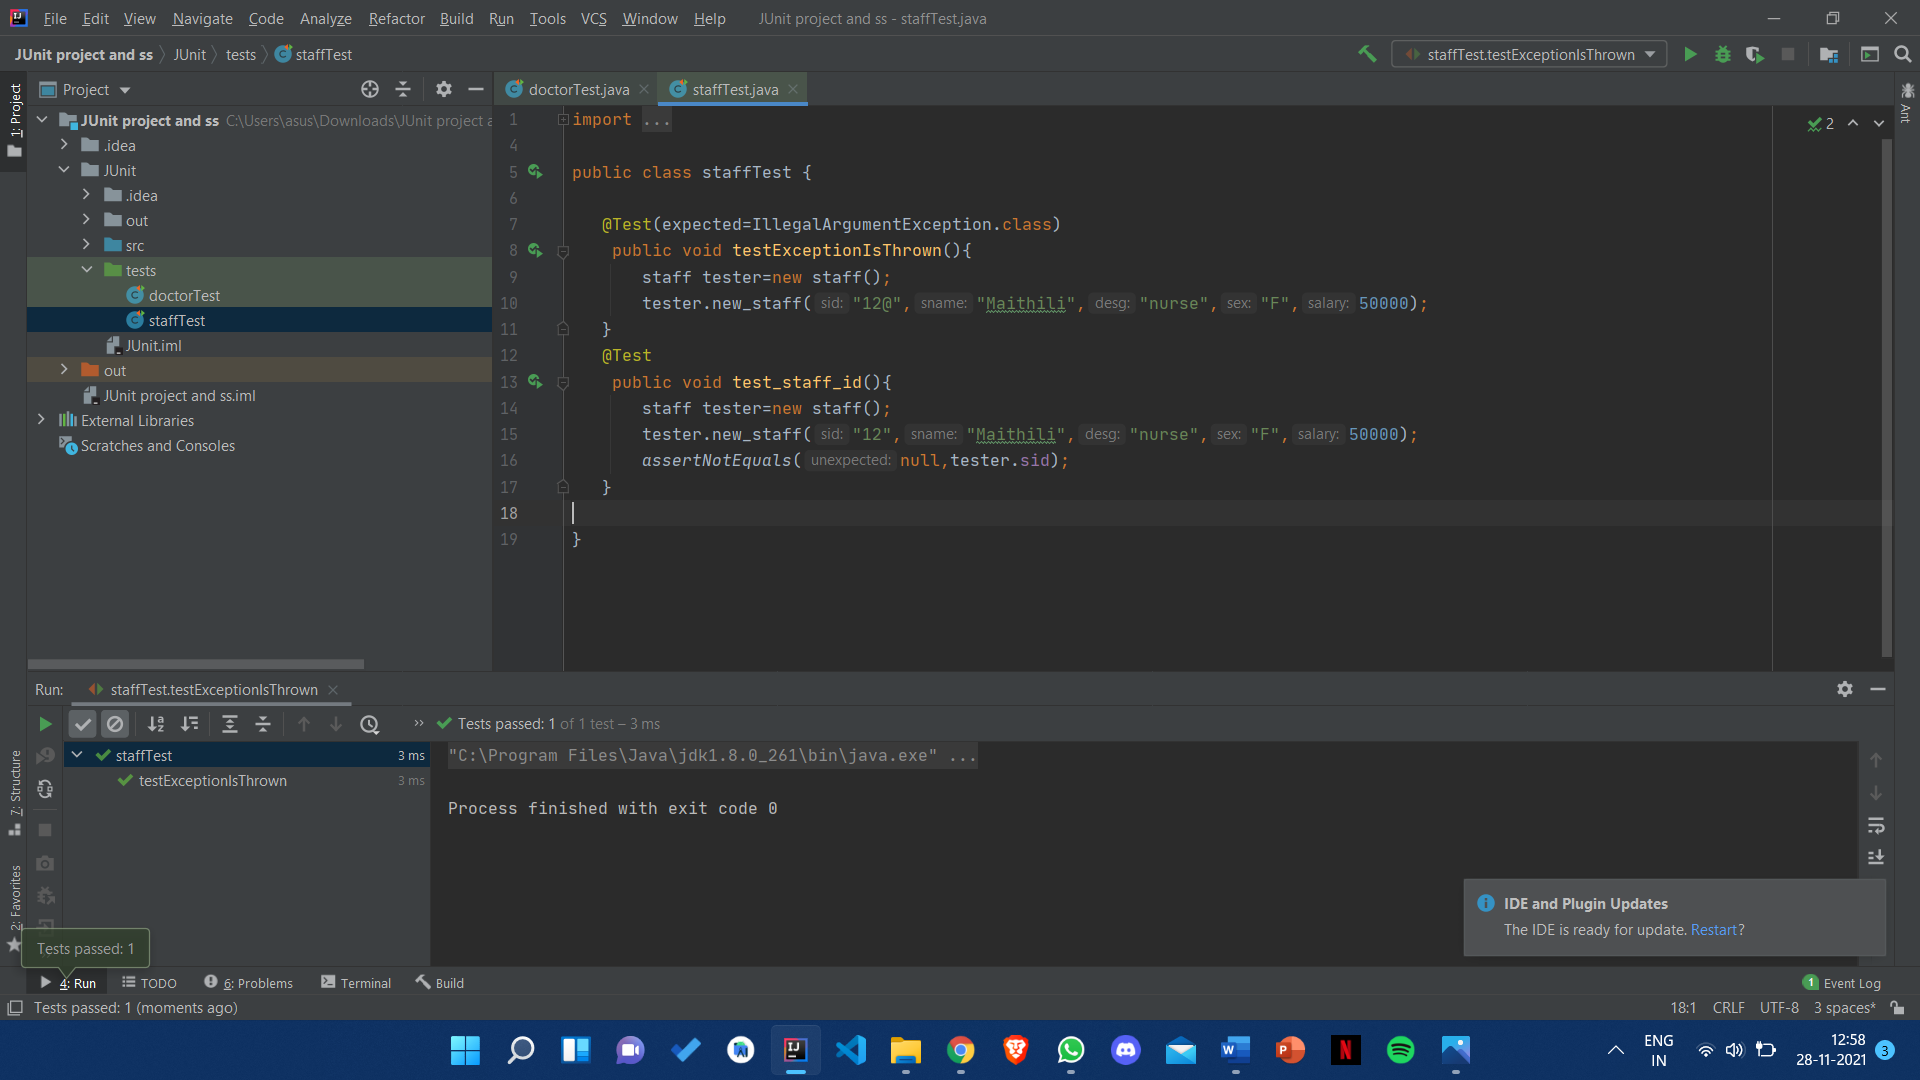 File Edit View Navigate Code Analyze Refactor Build Run Tools VCS Window Help JUnit project and ss - staffTest.java
JUnit project and ss JUnit tests staffTest
staffTest.testExceptionIsThrown
1: Project
Project
doctorTest.java
staffTest.java
Ant
JUnit project and ss C:\Users\asus\Downloads\JUnit project a
.idea
JUnit
.idea
out
src
tests
doctorTest
staffTest
JUnit.iml
out
JUnit project and ss.iml
External Libraries
Scratches and Consoles
2
1 import ...
4
5 public class staffTest {
6
7 @Test(expected=IllegalArgumentException.class)
8 public void testExceptionIsThrown(){
9 staff tester=new staff();
10 tester.new_staff( sid: "12@", sname: "Maithili", desg: "nurse", sex: "F", salary: 50000);
11 }
12 @Test
13 public void test_staff_id(){
14 staff tester=new staff();
15 tester.new_staff( sid: "12", sname: "Maithili", desg: "nurse", sex: "F", salary: 50000);
16 assertNotEquals( unexpected: null,tester.sid);
17 }
18
19 }
Run: staffTest.testExceptionIsThrown
Tests passed: 1 of 1 test – 3 ms
staffTest 3 ms
testExceptionIsThrown 3 ms
"C:\Program Files\Java\jdk1.8.0_261\bin\java.exe" ...
Process finished with exit code 0
7: Structure
2: Favorites
IDE and Plugin Updates
The IDE is ready for update. Restart?
Tests passed: 1
4: Run TODO 6: Problems Terminal Build 1 Event Log
Tests passed: 1 (moments ago) 18:1 CRLF UTF-8 3 spaces*
ENG
IN
12:58
28-11-2021
3